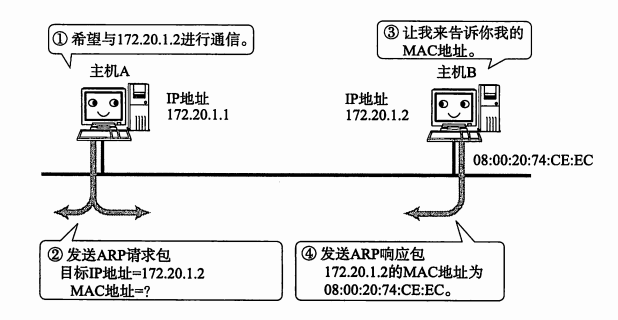 ① 希望与172.20.1.2进行通信。
③ 让我来告诉你我的
MAC地址。
主机A
主机B
IP地址
172.20.1.1
IP地址
172.20.1.2
08:00:20:74:CE:EC
② 发送ARP请求包
目标IP地址=172.20.1.2
MAC地址=?
④ 发送ARP响应包
172.20.1.2的MAC地址为
08:00:20:74:CE:EC。